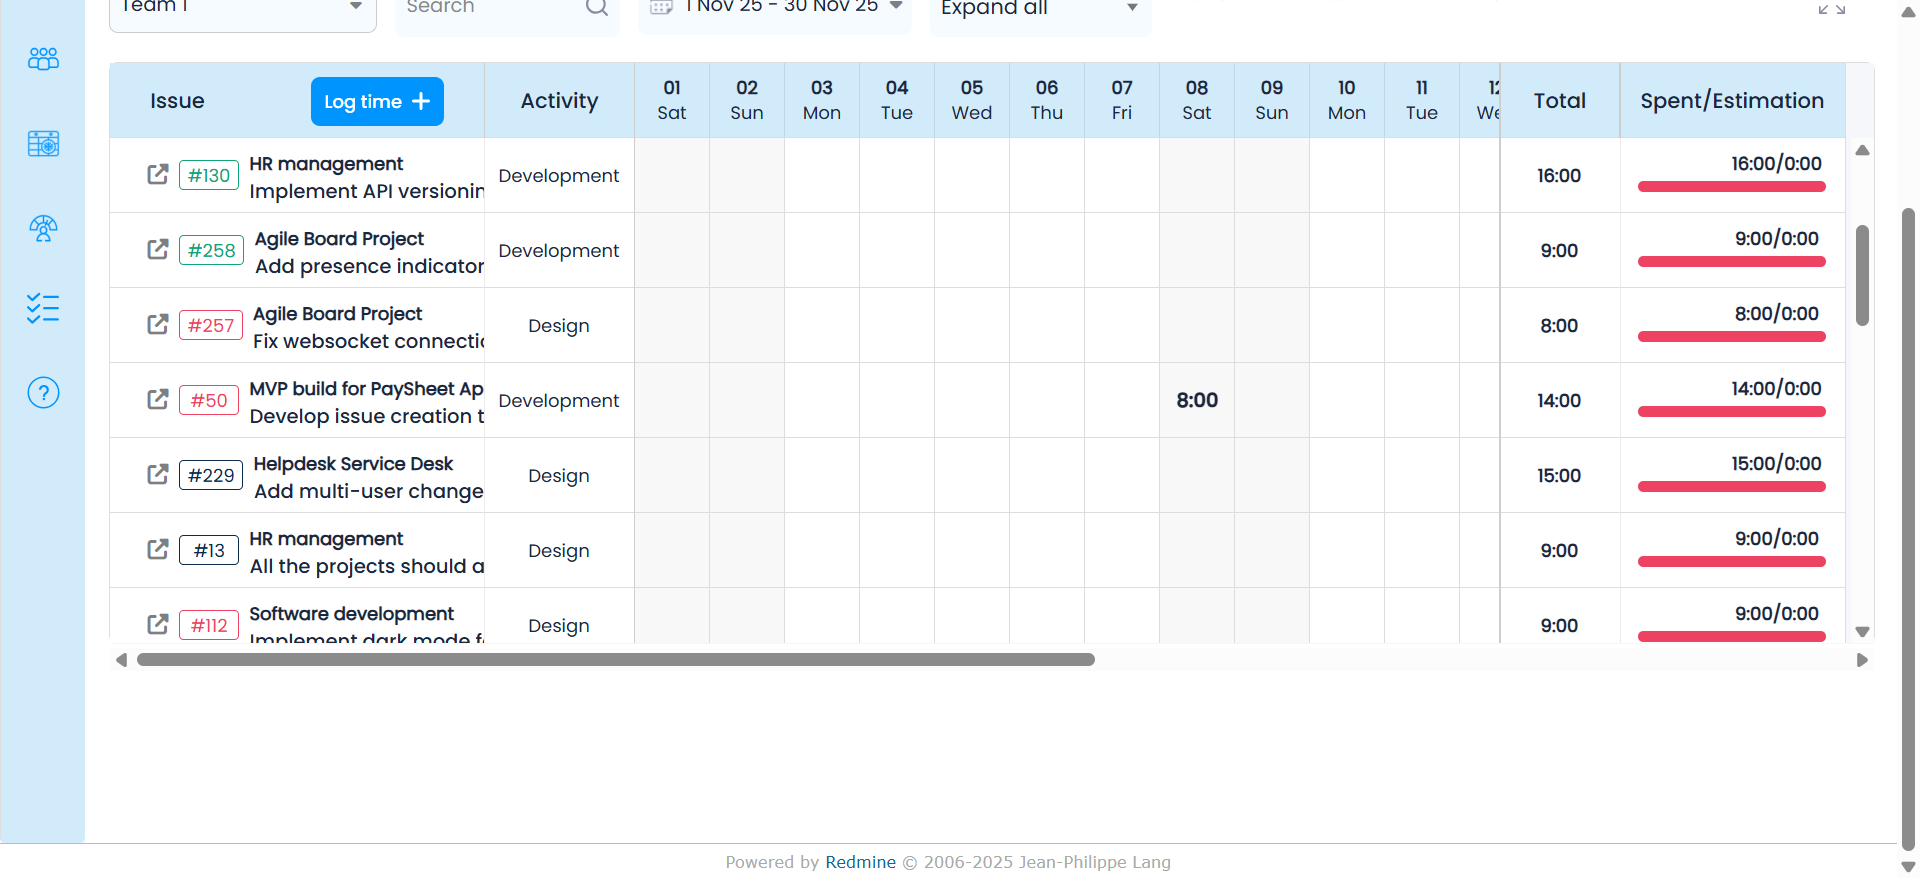 Team 1
Search
1 Nov 25 - 30 Nov 25
Expand all
Issue
Log time +
Activity
01 Sat
02 Sun
03 Mon
04 Tue
05 Wed
06 Thu
07 Fri
08 Sat
09 Sun
10 Mon
11 Tue
12 We
Total
Spent/Estimation
#130
HR management
Implement API versionin
Development
16:00
16:00/0:00
#258
Agile Board Project
Add presence indicator
Development
9:00
9:00/0:00
#257
Agile Board Project
Fix websocket connectio
Design
8:00
8:00/0:00
#50
MVP build for PaySheet Ap
Develop issue creation t
Development
8:00
14:00
14:00/0:00
#229
Helpdesk Service Desk
Add multi-user change
Design
15:00
15:00/0:00
#13
HR management
All the projects should a
Design
9:00
9:00/0:00
#112
Software development
Implement dark mode f
Design
9:00
9:00/0:00
?
Powered by Redmine © 2006-2025 Jean-Philippe Lang